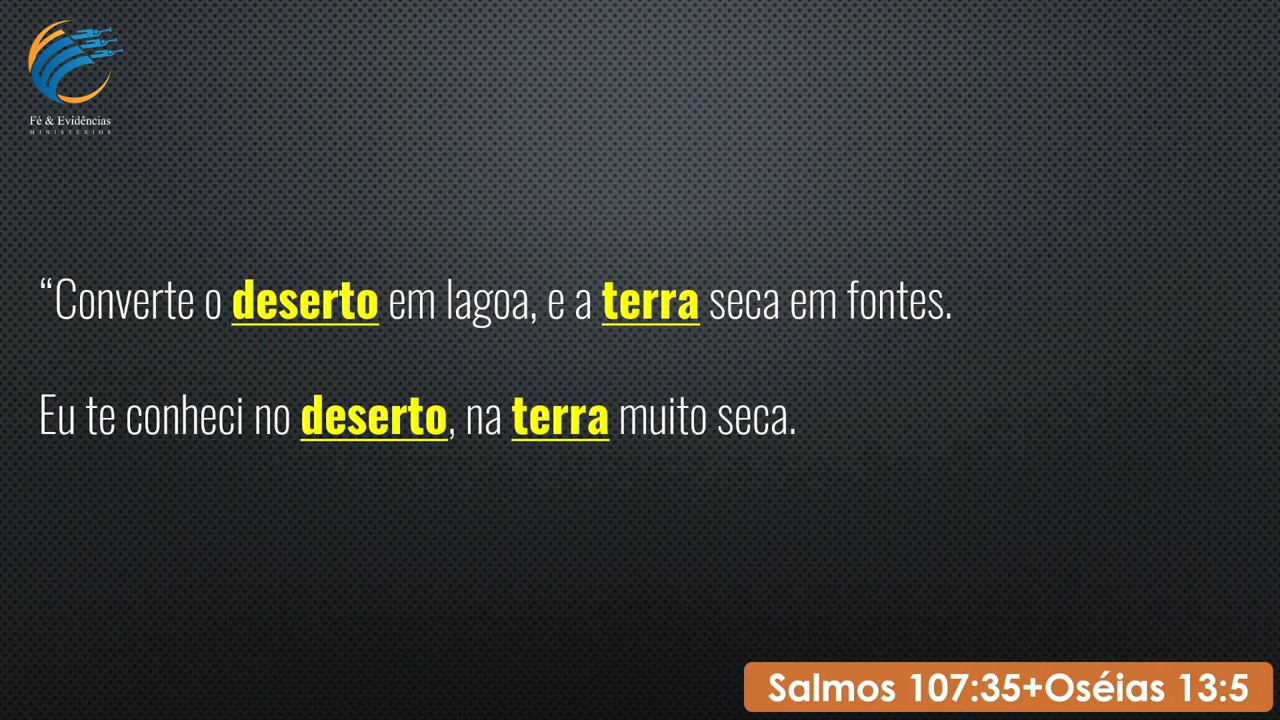 Fé & Evidências
MINISTÉRIOS
“Converte o deserto em lagoa, e a terra seca em fontes.
Eu te conheci no deserto, na terra muito seca.
Salmos 107:35+Oséias 13:5